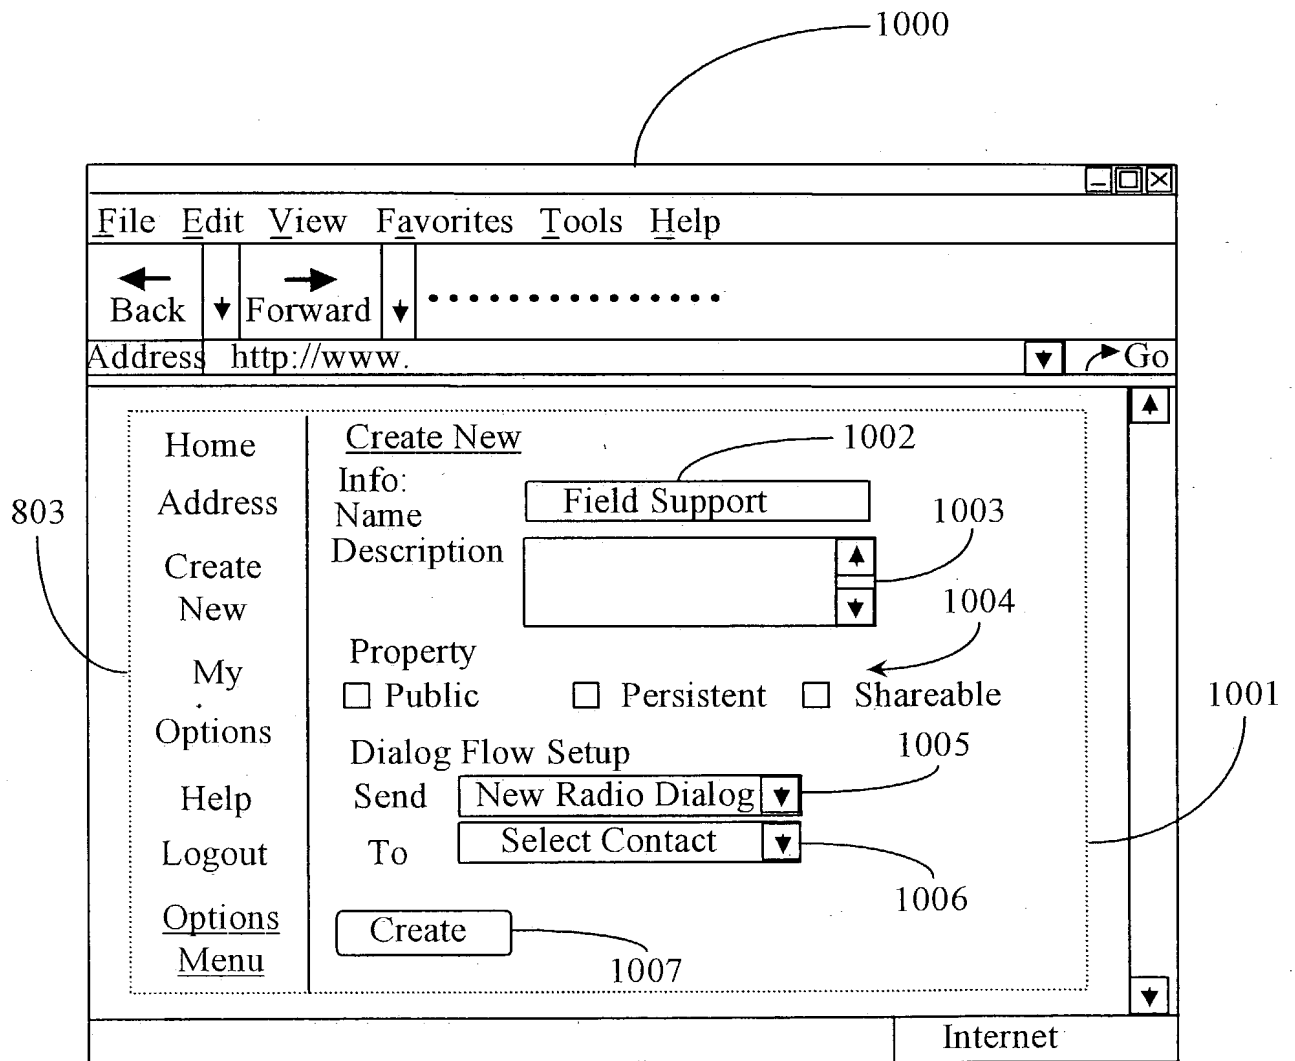 1000
File Edit View Favorites Tools Help
Back Forward
Address http://www. Go
Home
Address
Create
New
My
Options
Help
Logout
Options
Menu
803
Create New
1002
Info:
Name Field Support
Description
1003
1004
Property
Public Persistent Shareable
1001
Dialog Flow Setup
1005
Send New Radio Dialog
To Select Contact
1006
Create
1007
Internet